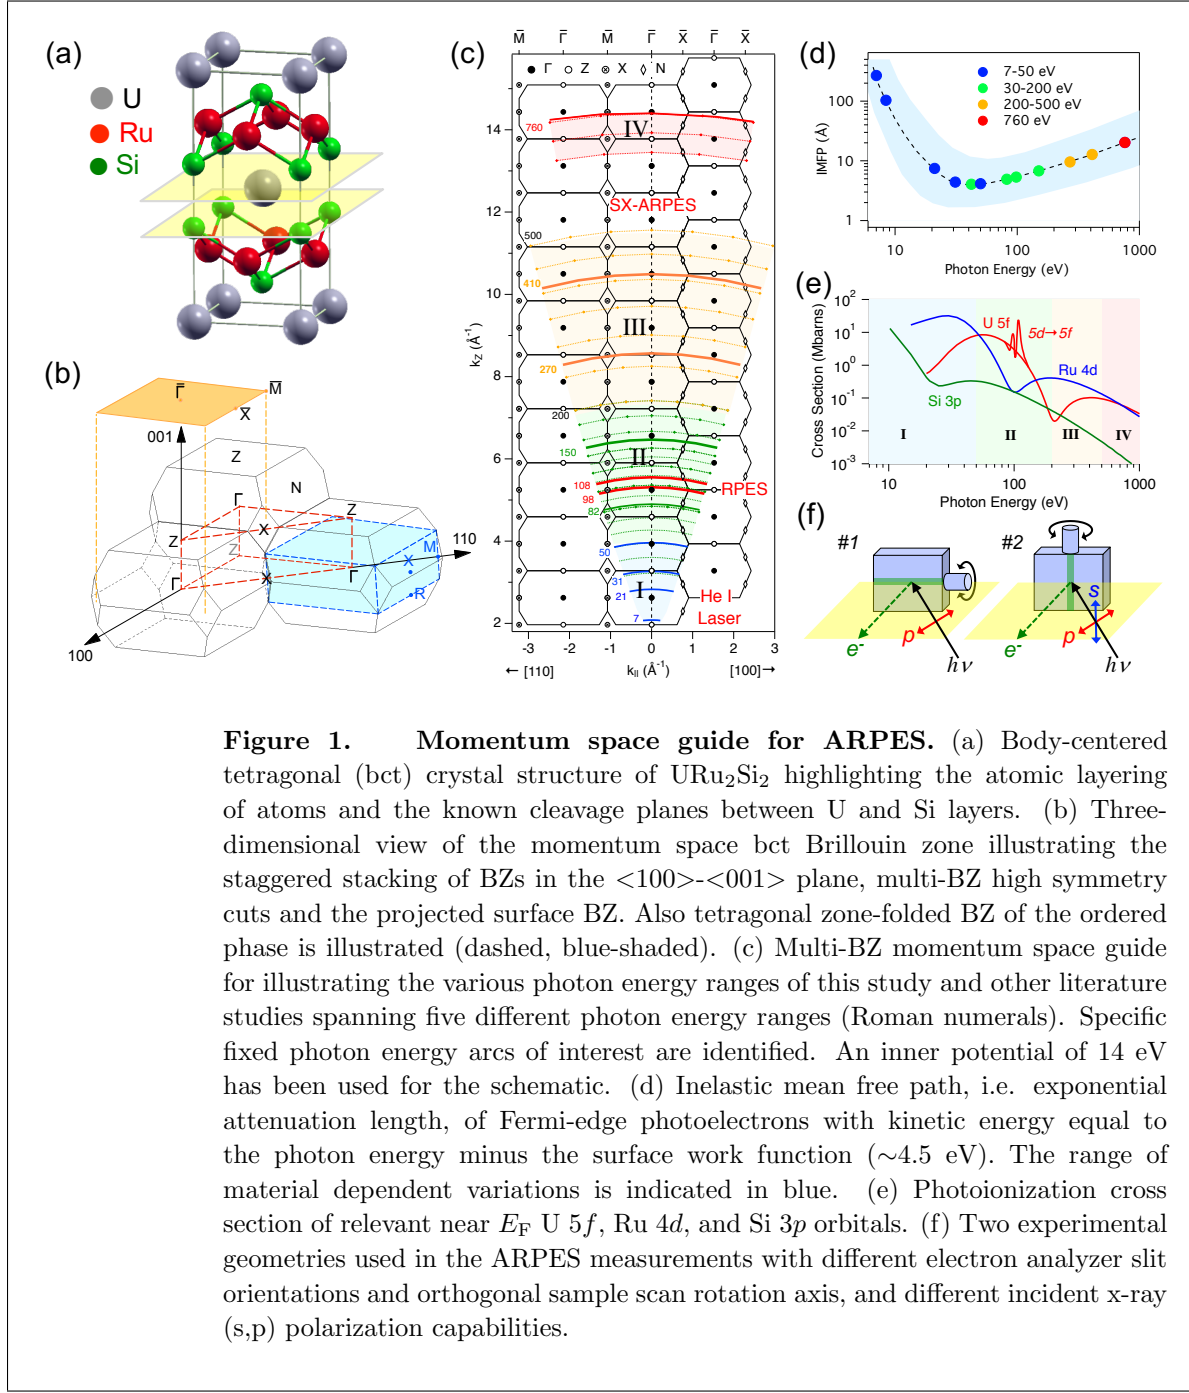 (a)
U
Ru
Si
(b)
Γ̅
M̅
X̅
001
Z
N
Γ
Z
X
Z
Z
110
M
X
Γ
X
Γ
R
100
(c)
M̅ Γ̅ M̅ Γ̅ X̅ Γ̅ X̅
Γ Z X N
14
12
10
8
6
4
2
kZ (Å-1)
760
IV
SX-ARPES
500
410
III
270
200
150
II
108
98
RPES
82
50
31
I
21
He I
Laser
7
-3 -2 -1 0 1 2 3
← [110] kII (Å-1) [100]→
(d)
7-50 eV
30-200 eV
200-500 eV
760 eV
100
10
1
IMFP (Å)
10 100 1000
Photon Energy (eV)
(e)
102
101
100
10-1
10-2
10-3
Cross Section (Mbarns)
U 5f
5d→5f
Ru 4d
Si 3p
I II III IV
10 100 1000
Photon Energy (eV)
(f)
#1
#2
e-
p
hν
s
e-
p
hν
Figure 1. Momentum space guide for ARPES. (a) Body-centered
tetragonal (bct) crystal structure of URu2Si2 highlighting the atomic layering
of atoms and the known cleavage planes between U and Si layers. (b) Three-
dimensional view of the momentum space bct Brillouin zone illustrating the
staggered stacking of BZs in the <100>-<001> plane, multi-BZ high symmetry
cuts and the projected surface BZ. Also tetragonal zone-folded BZ of the ordered
phase is illustrated (dashed, blue-shaded). (c) Multi-BZ momentum space guide
for illustrating the various photon energy ranges of this study and other literature
studies spanning five different photon energy ranges (Roman numerals). Specific
fixed photon energy arcs of interest are identified. An inner potential of 14 eV
has been used for the schematic. (d) Inelastic mean free path, i.e. exponential
attenuation length, of Fermi-edge photoelectrons with kinetic energy equal to
the photon energy minus the surface work function (∼4.5 eV). The range of
material dependent variations is indicated in blue. (e) Photoionization cross
section of relevant near EF U 5f, Ru 4d, and Si 3p orbitals. (f) Two experimental
geometries used in the ARPES measurements with different electron analyzer slit
orientations and orthogonal sample scan rotation axis, and different incident x-ray
(s,p) polarization capabilities.